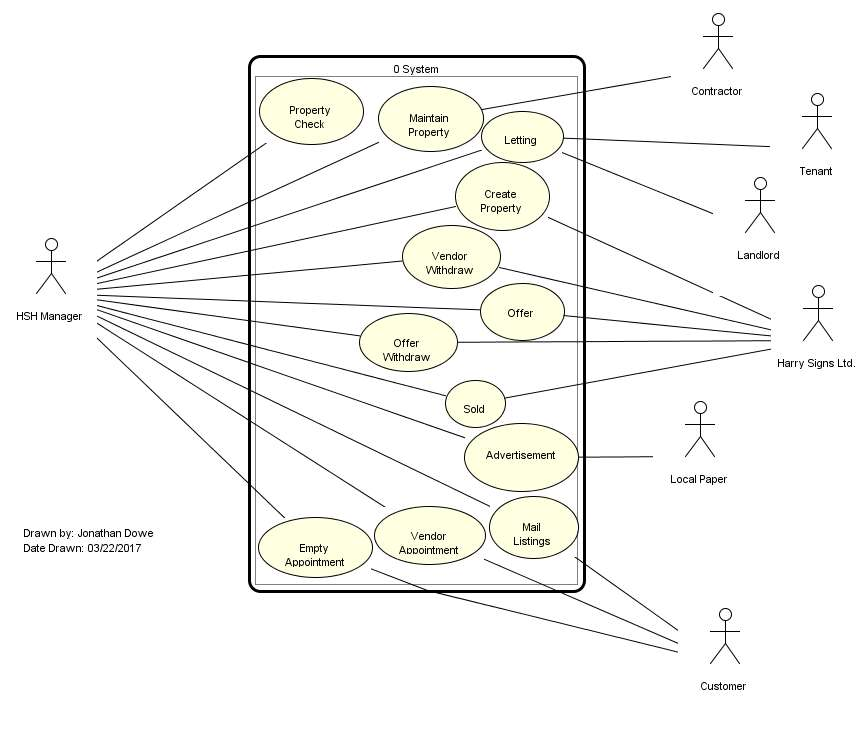 0 System
Contractor
Property
Check
Maintain
Property
Letting
Tenant
Create
Property
Landlord
Vendor
Withdraw
HSH Manager
Offer
Offer
Withdraw
Harry Signs Ltd.
Sold
Advertisement
Local Paper
Drawn by: Jonathan Dowe
Date Drawn: 03/22/2017
Empty
Appointment
Vendor
Appointment
Mail
Listings
Customer